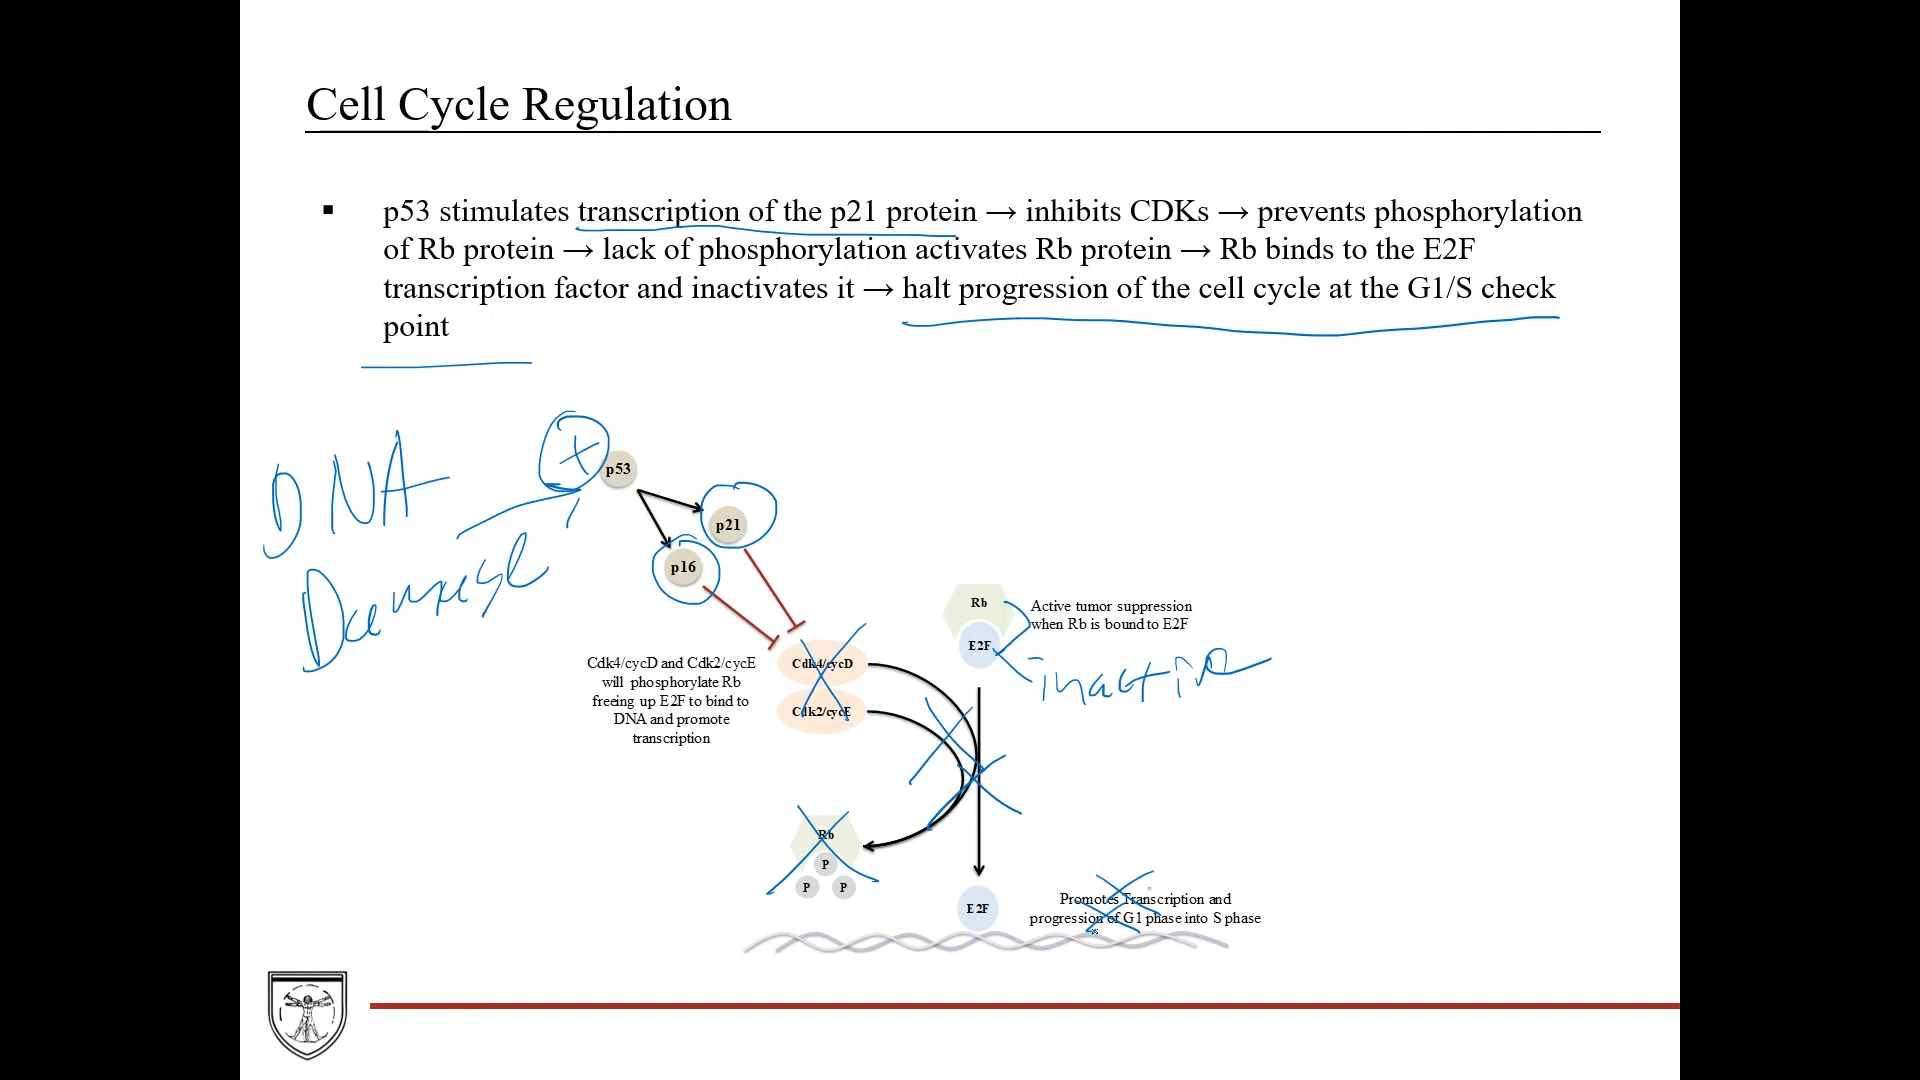 Cell Cycle Regulation
▪ p53 stimulates transcription of the p21 protein → inhibits CDKs → prevents phosphorylation
of Rb protein → lack of phosphorylation activates Rb protein → Rb binds to the E2F
transcription factor and inactivates it → halt progression of the cell cycle at the G1/S check
point
DNA
Damage
+
p53
p21
p16
Rb
E2F
Active tumor suppression
when Rb is bound to E2F
inactive
Cdk4/cycD and Cdk2/cycE
will phosphorylate Rb
freeing up E2F to bind to
DNA and promote
transcription
Cdk4/cycD
Cdk2/cycE
Rb
P
P P
E2F
Promotes Transcription and
progression of G1 phase into S phase